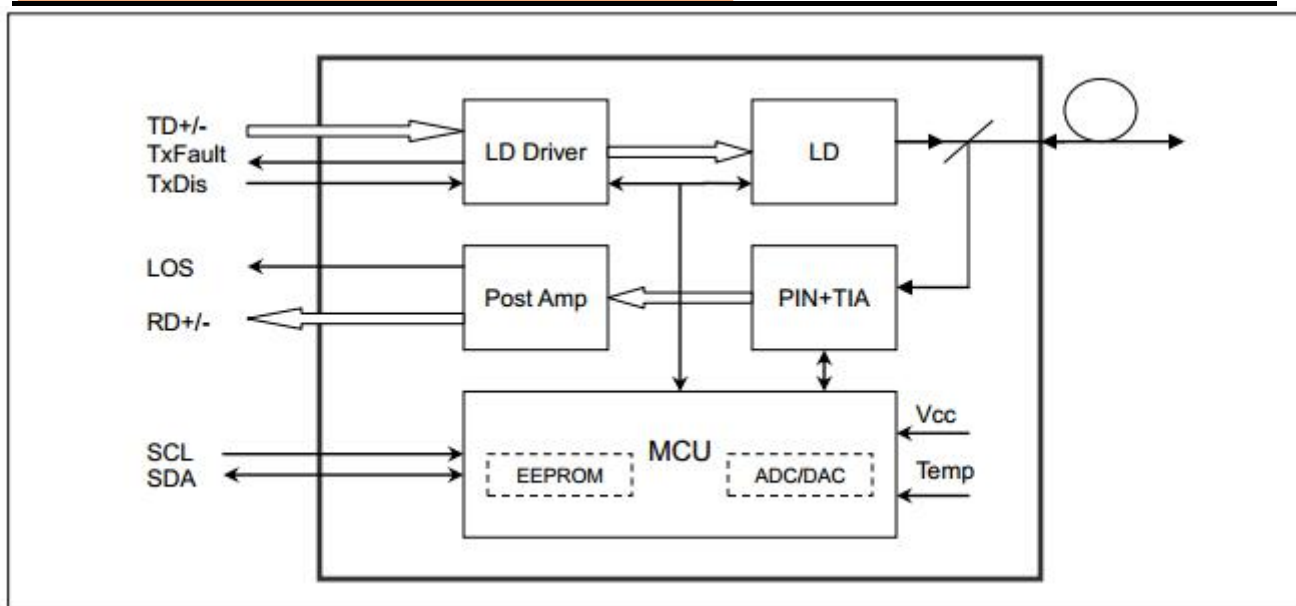 TD+/-
TxFault
TxDis
LD Driver
LD
LOS
RD+/-
Post Amp
PIN+TIA
SCL
SDA
MCU
EEPROM
ADC/DAC
Vcc
Temp